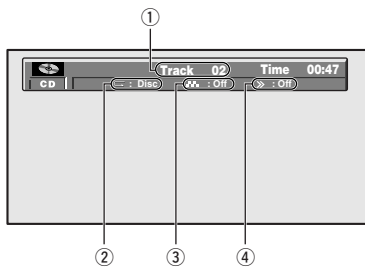 ①
Track 02 Time 00:47
CD : Disc : Off » : Off
② ③ ④